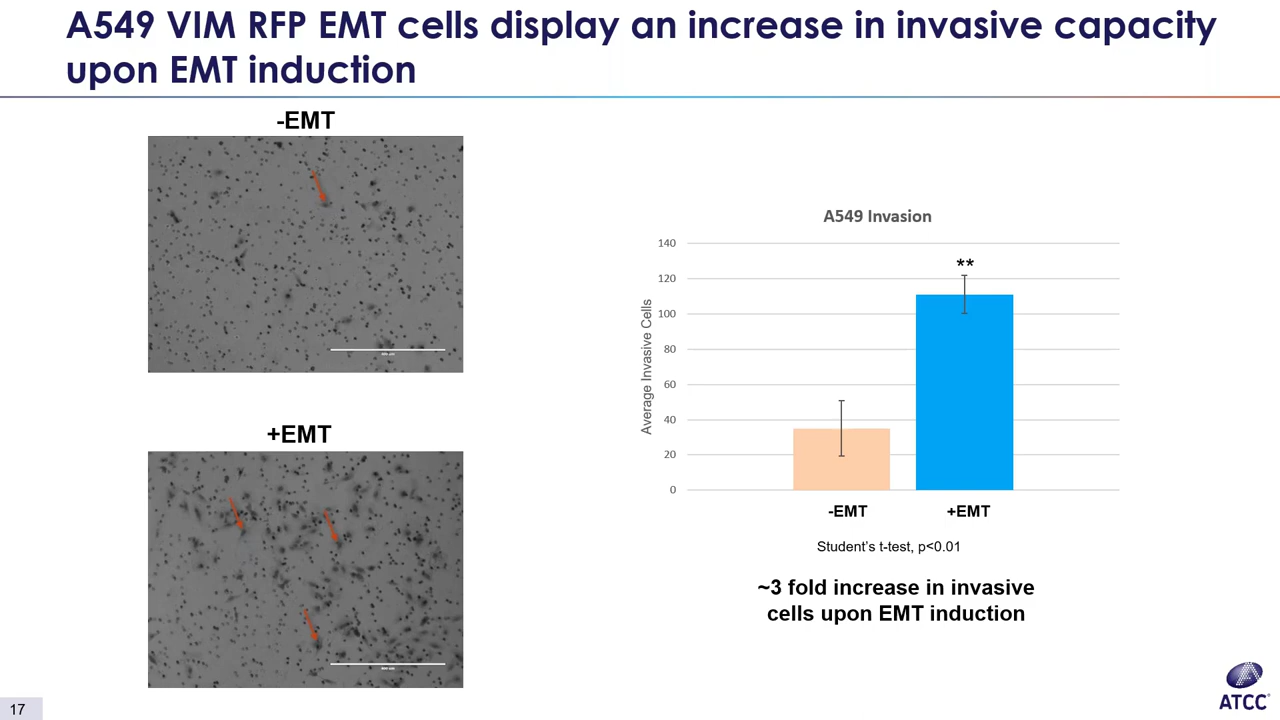 A549 VIM RFP EMT cells display an increase in invasive capacity
upon EMT induction
-EMT
+EMT
A549 Invasion
Average Invasive Cells
140
120
100
80
60
40
20
0
**
-EMT
+EMT
Student's t-test, p<0.01
~3 fold increase in invasive
cells upon EMT induction
17
ATCC